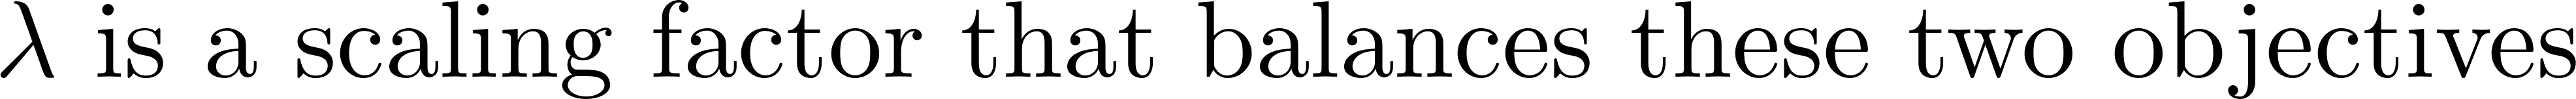 λ is a scaling factor that balances these two objectives